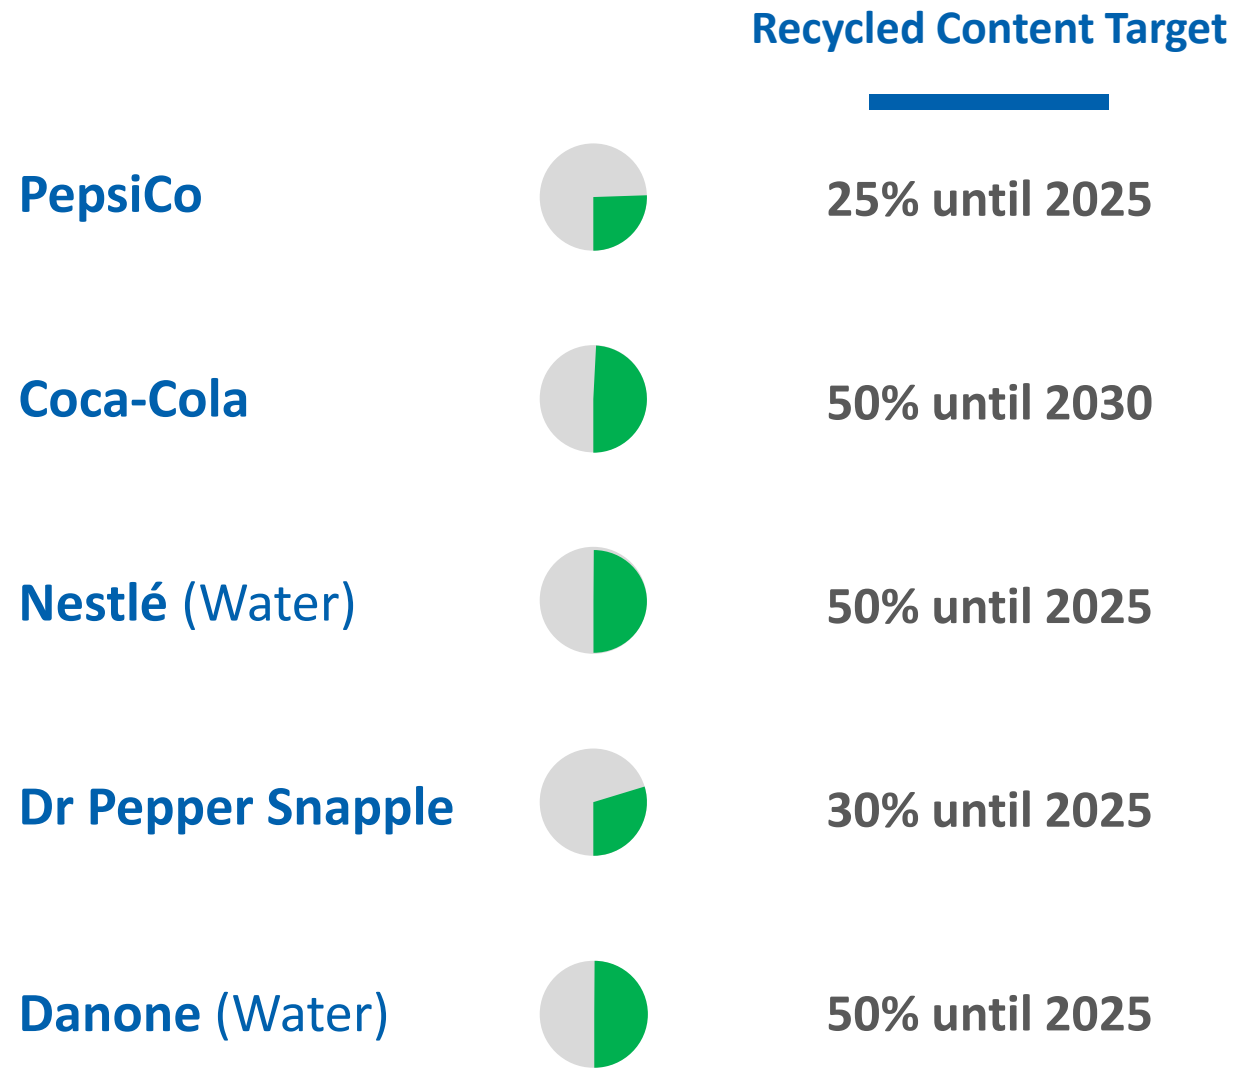 Recycled Content Target
PepsiCo 25% until 2025
Coca-Cola 50% until 2030
Nestlé (Water) 50% until 2025
Dr Pepper Snapple 30% until 2025
Danone (Water) 50% until 2025